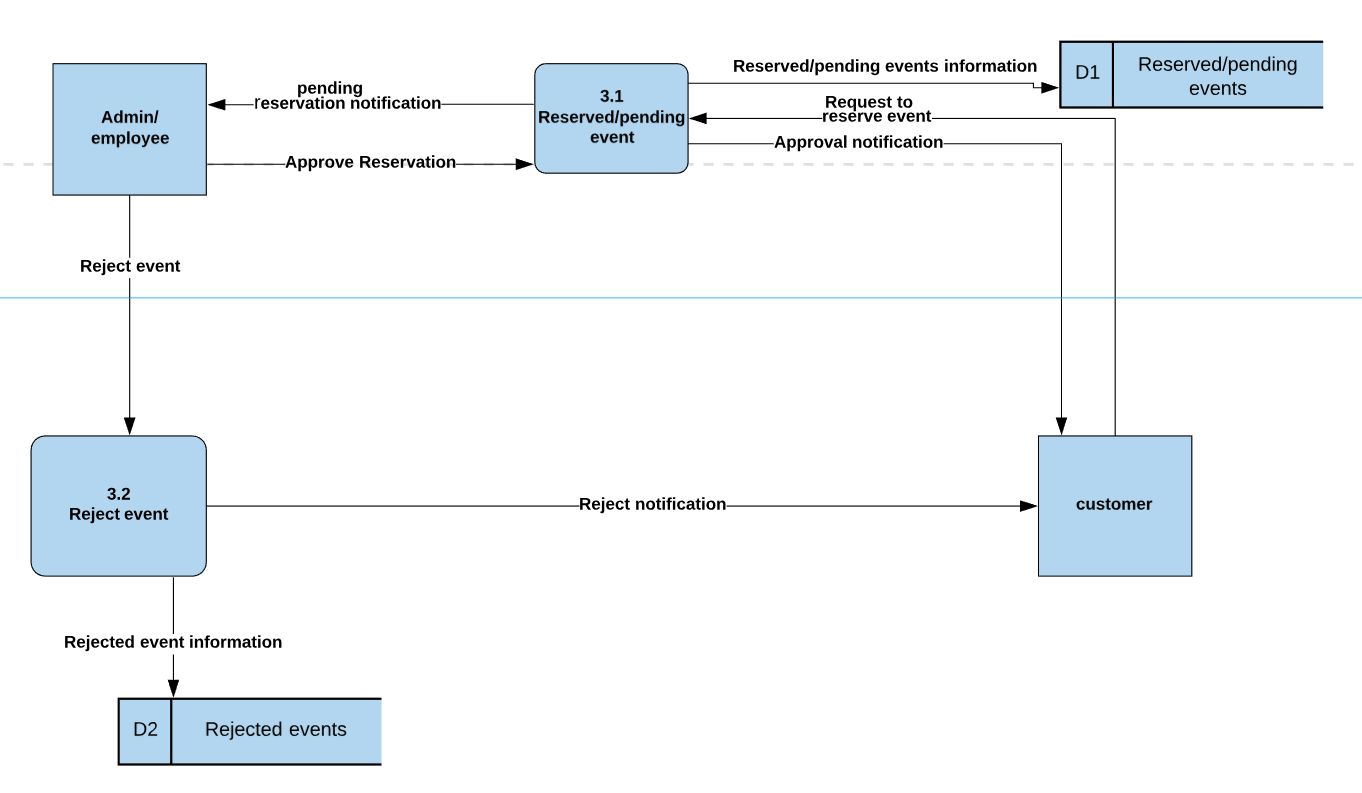 Reserved/pending events information
D1
Reserved/pending
events
pending
reservation notification
3.1
Reserved/pending
event
Request to
reserve event
Admin/
employee
Approval notification
Approve Reservation
Reject event
3.2
Reject event
Reject notification
customer
Rejected event information
D2
Rejected events